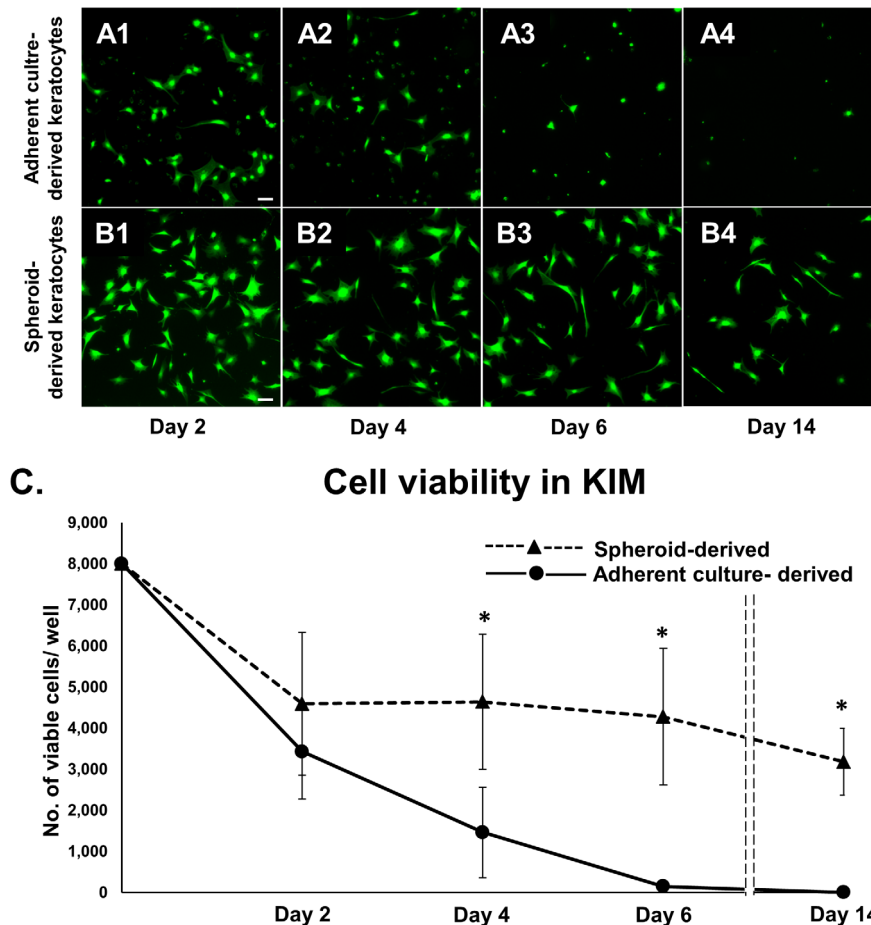 Adherent cultre-
derived keratocytes
A1 A2 A3 A4
Spheroid-
derived keratocytes
B1 B2 B3 B4
Day 2 Day 4 Day 6 Day 14
C. Cell viability in KIM
No. of viable cells/ well
9,000
8,000
7,000
6,000
5,000
4,000
3,000
2,000
1,000
0
Spheroid-derived
Adherent culture- derived
* * *
Day 2 Day 4 Day 6 Day 14